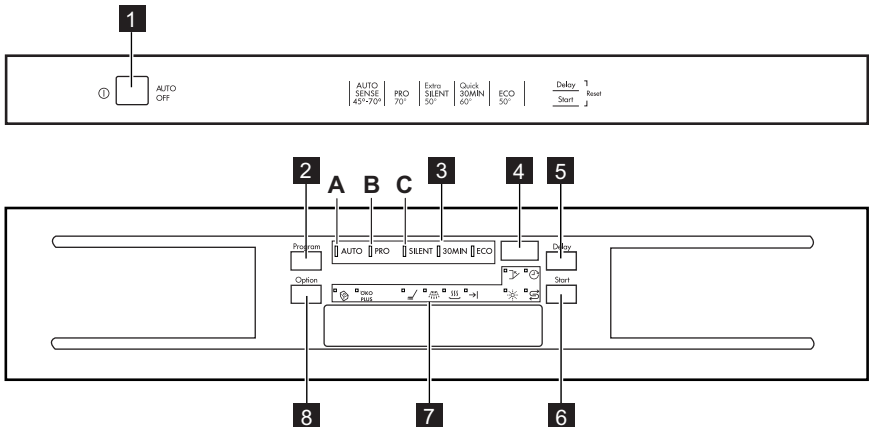 1
AUTO
OFF
AUTO
SENSE
45°-70°
PRO
70°
Extra
SILENT
50°
Quick
30MIN
60°
ECO
50°
Delay
Start
Reset
2
A
B
C
3
4
5
Program
AUTO PRO SILENT 30MIN ECO
Delay
Option
ÖKO
PLUS
Start
8
7
6